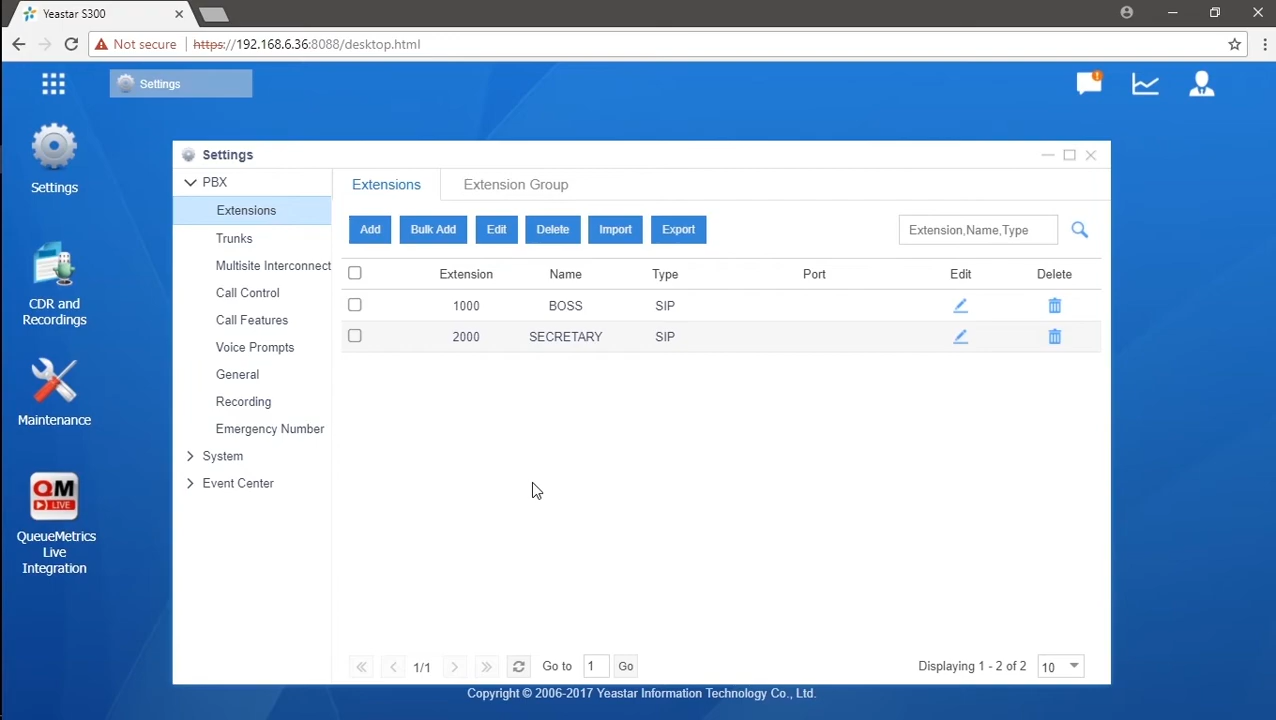 Yeastar S300
Not secure https://192.168.6.36:8088/desktop.html
Settings
Settings
CDR and
Recordings
Maintenance
QM
LIVE
QueueMetrics
Live
Integration
Settings
PBX
Extensions
Trunks
Multisite Interconnect
Call Control
Call Features
Voice Prompts
General
Recording
Emergency Number
System
Event Center
Extensions Extension Group
Add Bulk Add Edit Delete Import Export Extension,Name,Type
Extension Name Type Port Edit Delete
1000 BOSS SIP
2000 SECRETARY SIP
1/1 Go to 1 Go Displaying 1 - 2 of 2 10
Copyright © 2006-2017 Yeastar Information Technology Co., Ltd.